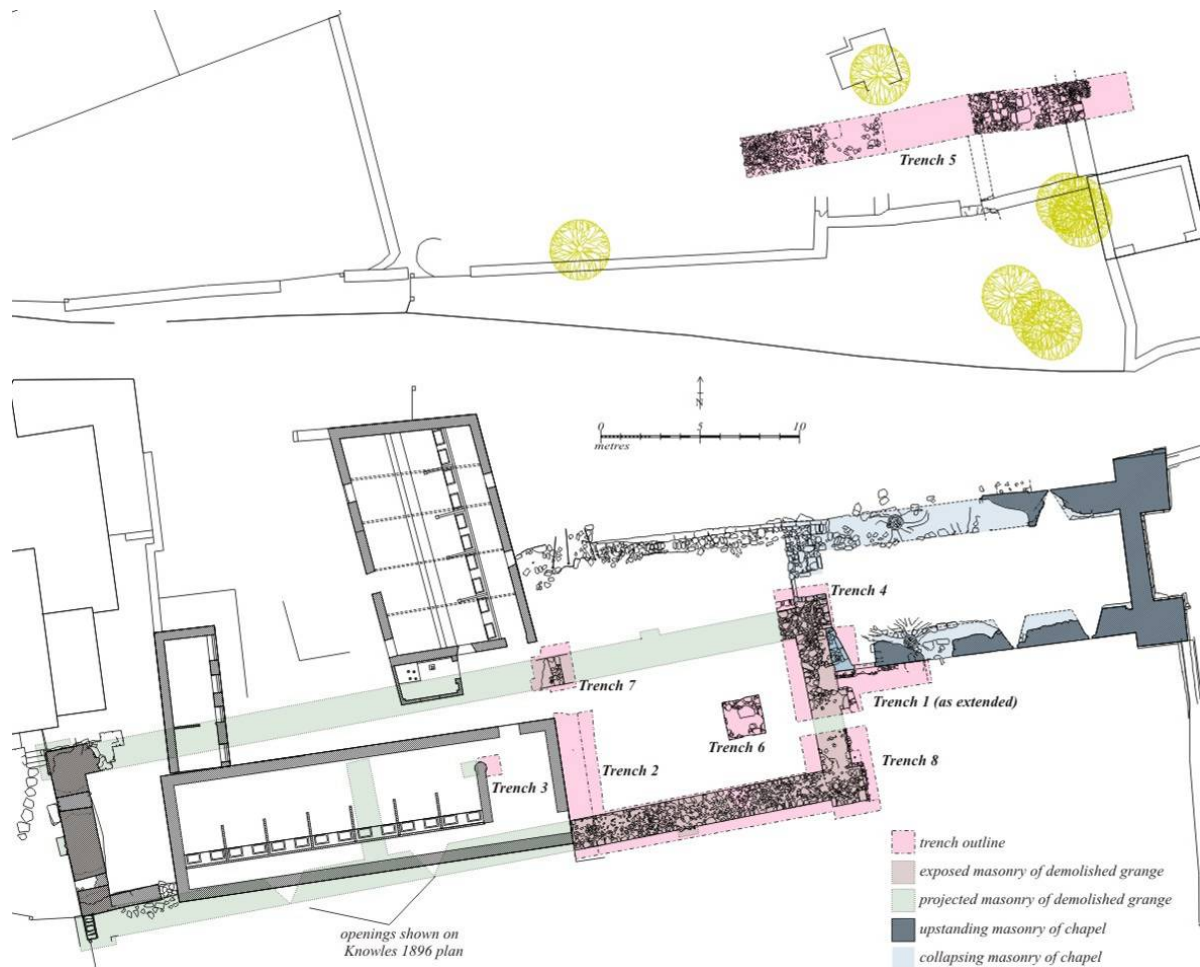 Trench 5
N
0
5
10
metres
Trench 4
Trench 7
Trench 1 (as extended)
Trench 6
Trench 8
Trench 2
Trench 3
openings shown on
Knowles 1896 plan
trench outline
exposed masonry of demolished grange
projected masonry of demolished grange
upstanding masonry of chapel
collapsing masonry of chapel